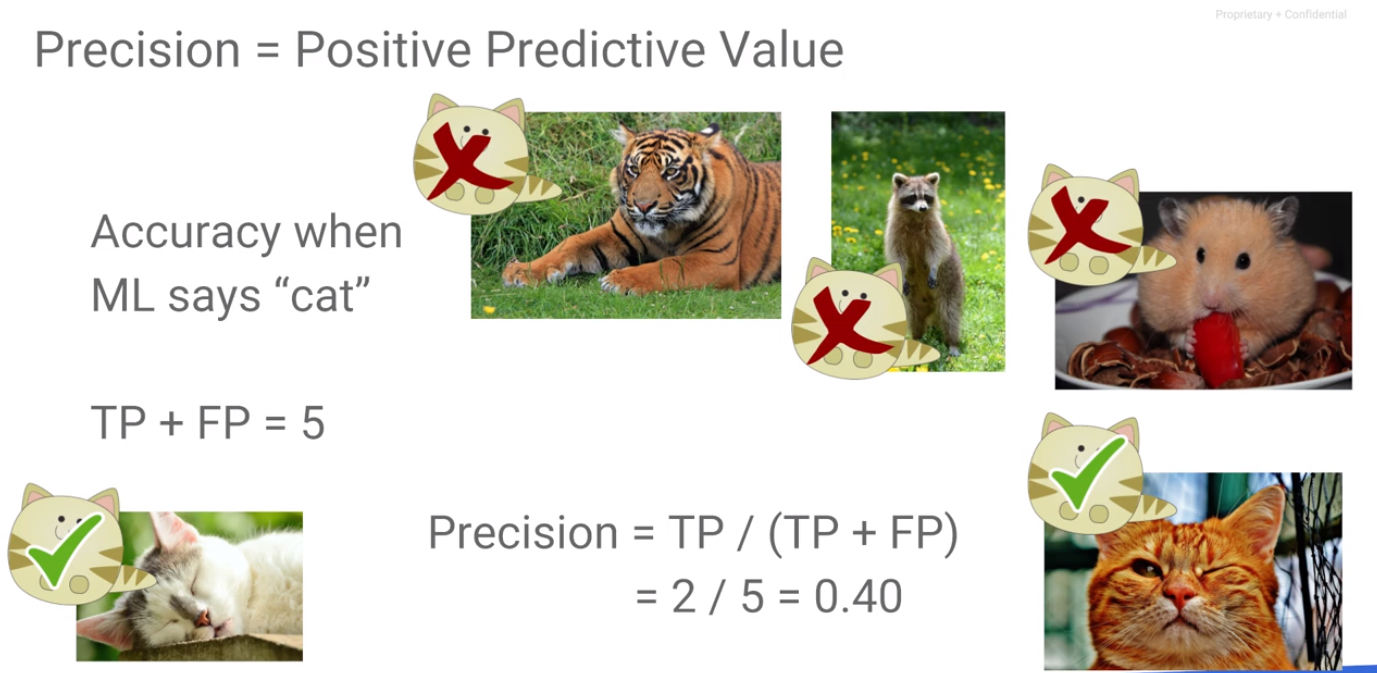 Proprietary + Confidential
Precision = Positive Predictive Value
Accuracy when
ML says “cat”
TP + FP = 5
Precision = TP / (TP + FP)
= 2 / 5 = 0.40